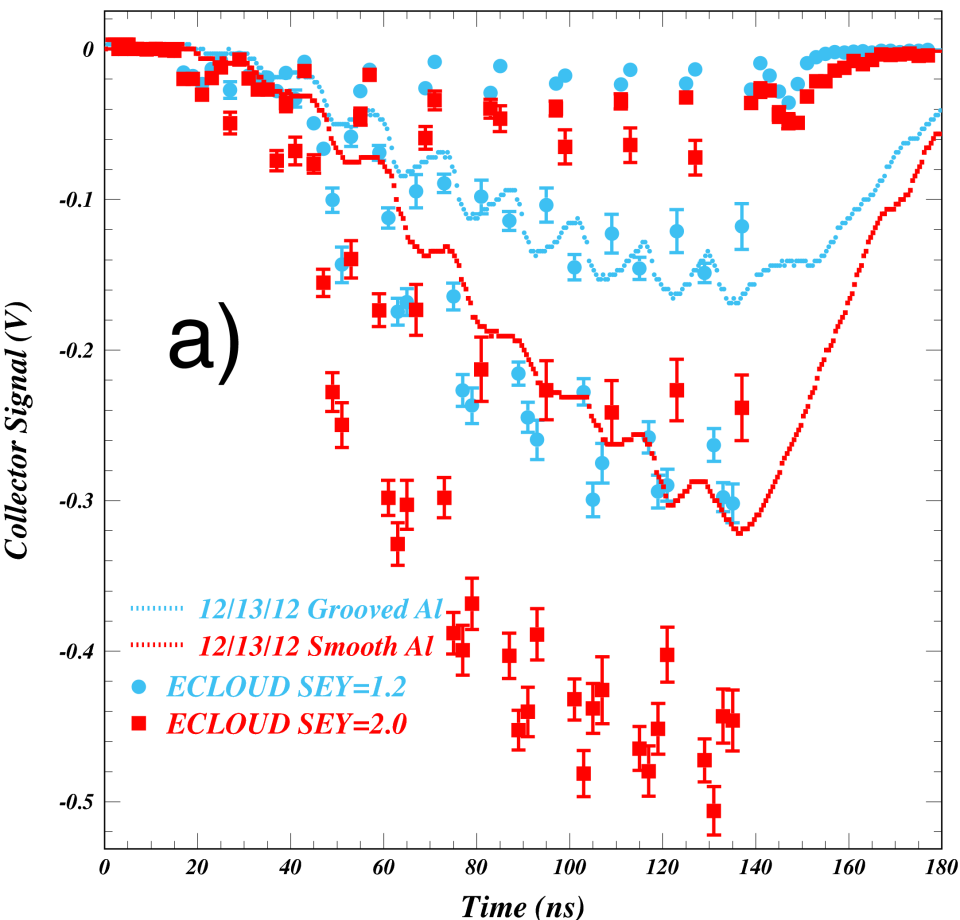 0
-0.1
-0.2
-0.3
-0.4
-0.5
Collector Signal (V)
a)
12/13/12 Grooved Al
12/13/12 Smooth Al
ECLOUD SEY=1.2
ECLOUD SEY=2.0
0 20 40 60 80 100 120 140 160 180
Time (ns)